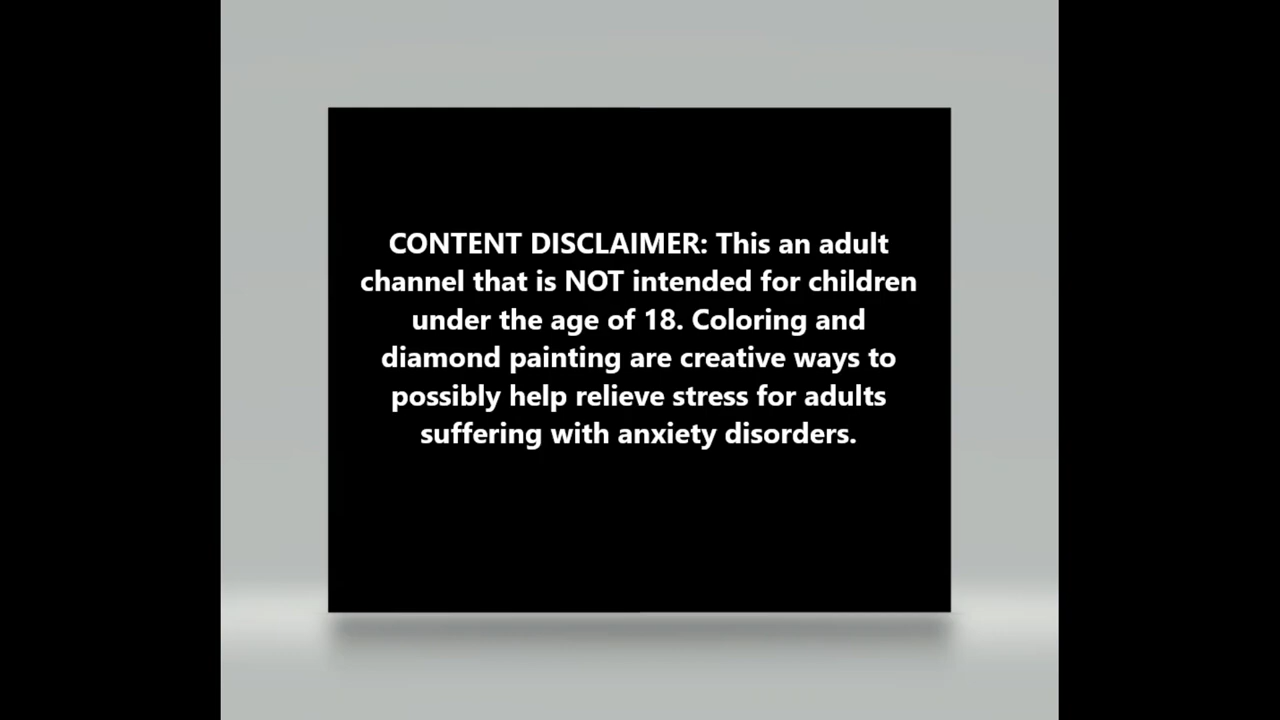 CONTENT DISCLAIMER: This an adult
channel that is NOT intended for children
under the age of 18. Coloring and
diamond painting are creative ways to
possibly help relieve stress for adults
suffering with anxiety disorders.